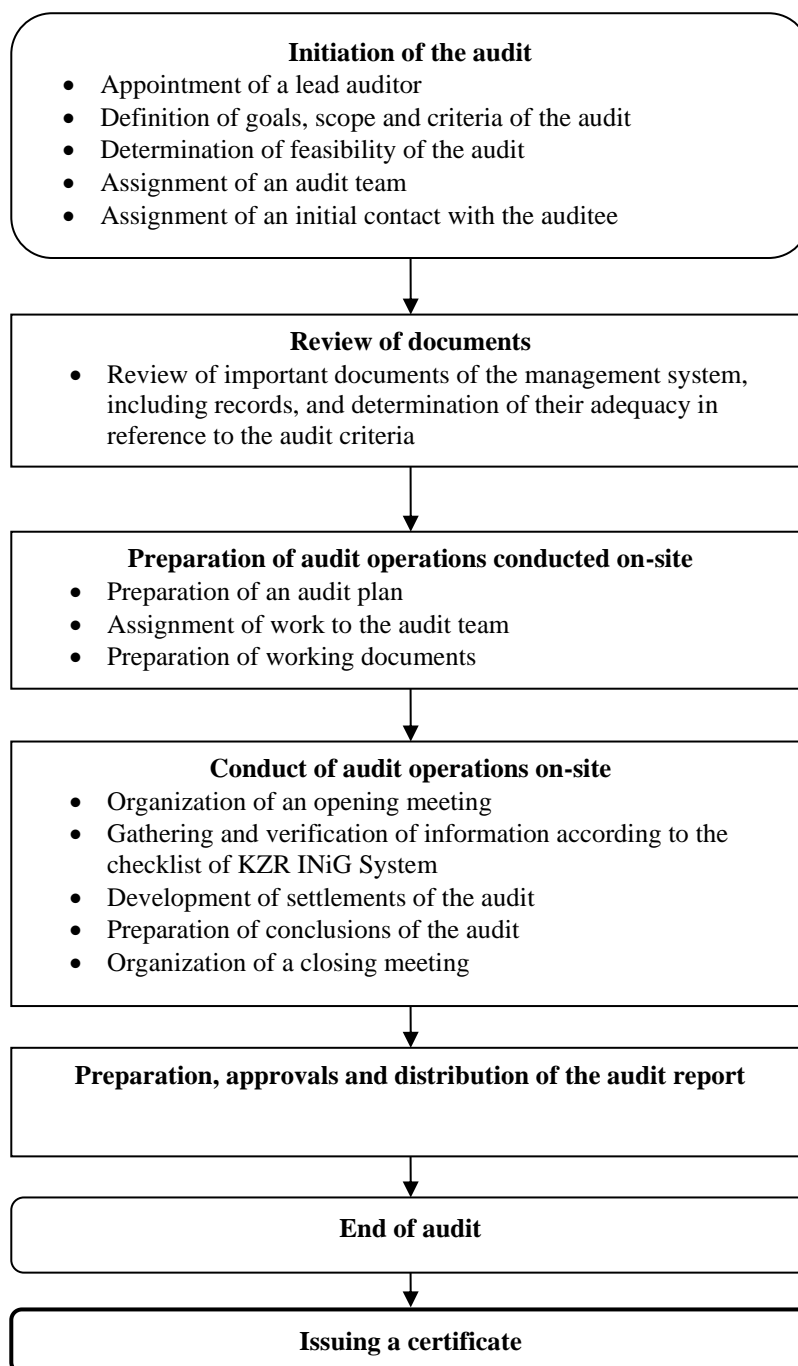 Initiation of the audit
• Appointment of a lead auditor
• Definition of goals, scope and criteria of the audit
• Determination of feasibility of the audit
• Assignment of an audit team
• Assignment of an initial contact with the auditee
Review of documents
• Review of important documents of the management system,
including records, and determination of their adequacy in
reference to the audit criteria
Preparation of audit operations conducted on-site
• Preparation of an audit plan
• Assignment of work to the audit team
• Preparation of working documents
Conduct of audit operations on-site
• Organization of an opening meeting
• Gathering and verification of information according to the
checklist of KZR INiG System
• Development of settlements of the audit
• Preparation of conclusions of the audit
• Organization of a closing meeting
Preparation, approvals and distribution of the audit report
End of audit
Issuing a certificate